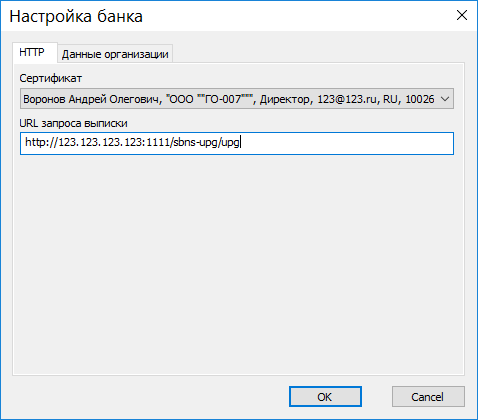 Настройка банка
HTTP
Данные организации
Сертификат
Воронов Андрей Олегович, "ООО ""ГО-007""", Директор, 123@123.ru, RU, 10026
URL запроса выписки
http://123.123.123.123:1111/sbns-upg/upg
OK
Cancel